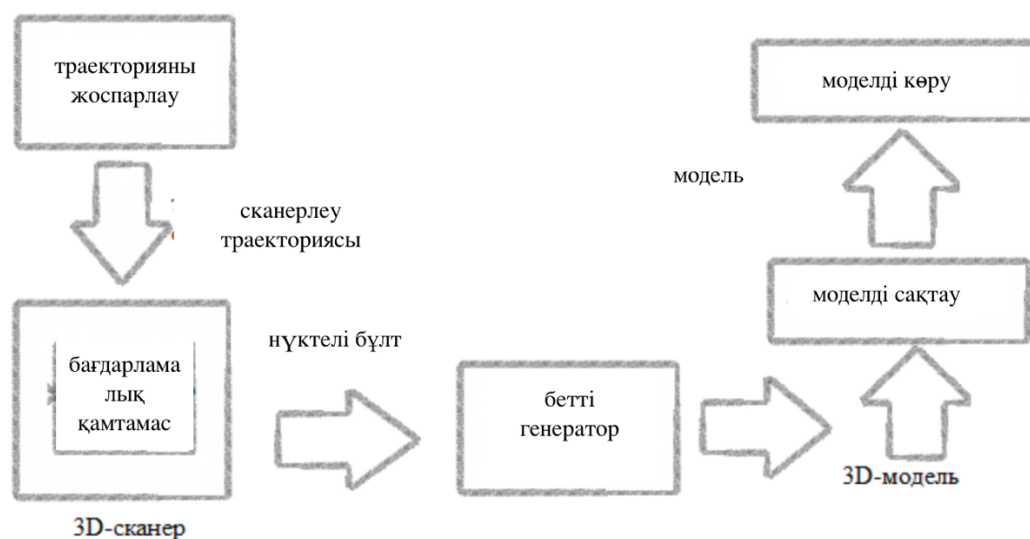 траекторияны
жоспарлау
моделді көру
модель
сканерлеу
траекториясы
моделді сақтау
нүктелі бұлт
бағдарлама
лық
қамтамас
бетті
генератор
3D-модель
3D-сканер